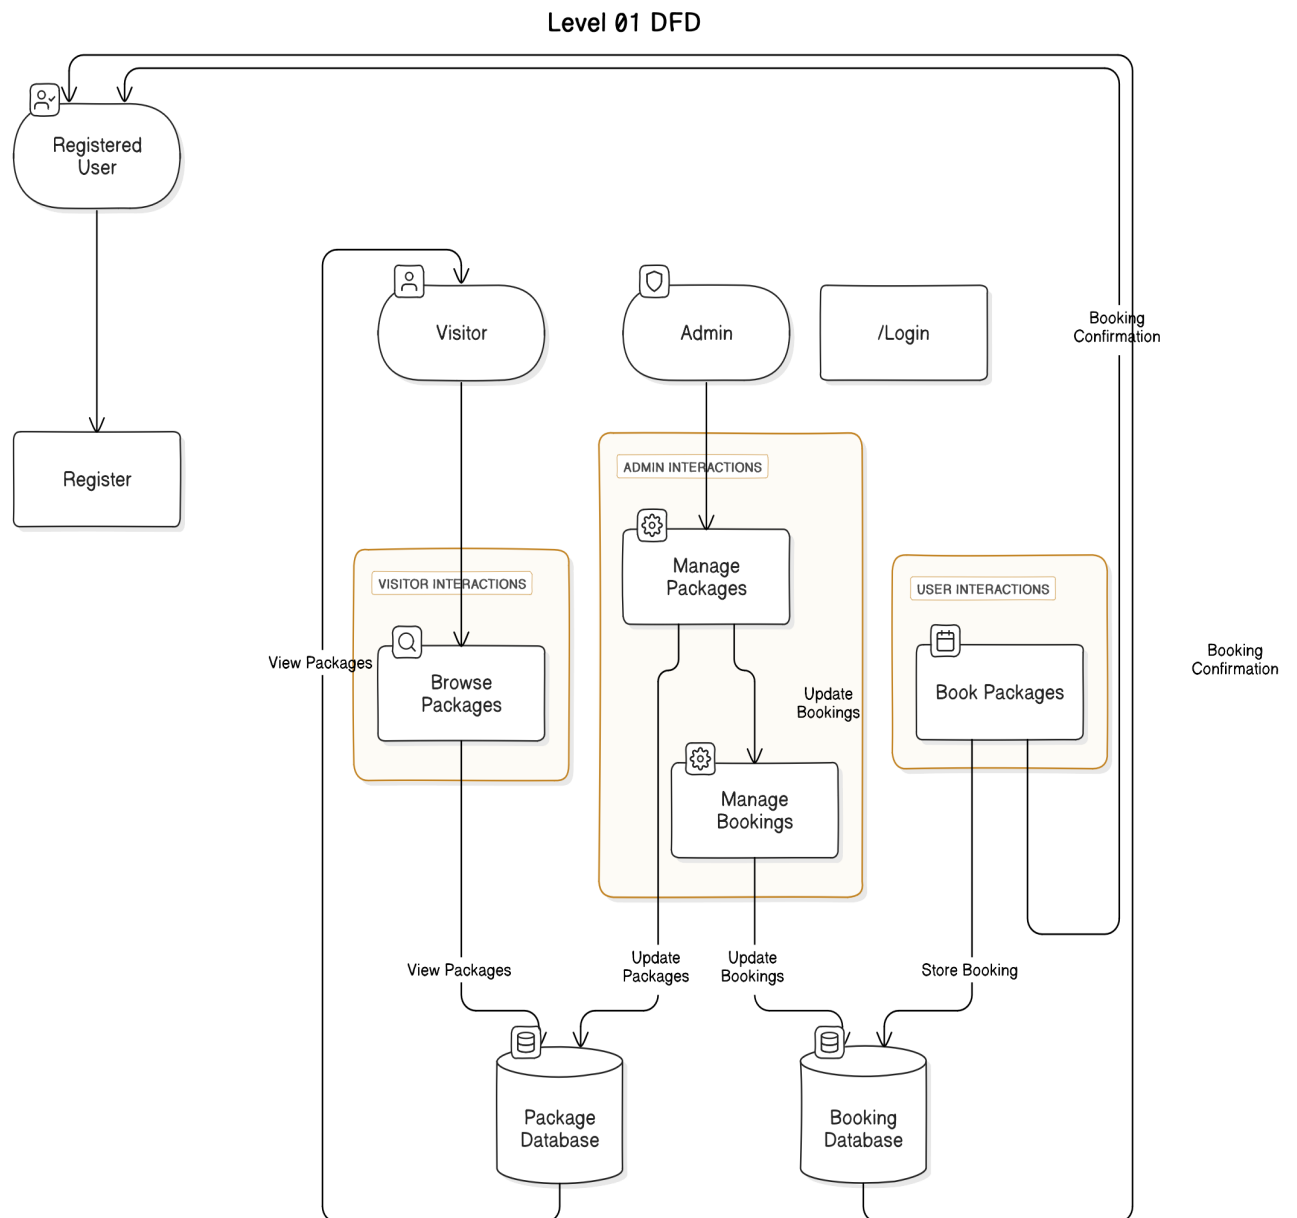 Level 01 DFD
Registered
User
Visitor
Admin
/Login
Booking
Confirmation
ADMIN INTERACTIONS
Register
VISITOR INTERACTIONS
Manage
Packages
USER INTERACTIONS
View Packages
Browse
Packages
Update
Bookings
Book Packages
Booking
Confirmation
Manage
Bookings
View Packages
Update
Packages
Update
Bookings
Store Booking
Package
Database
Booking
Database